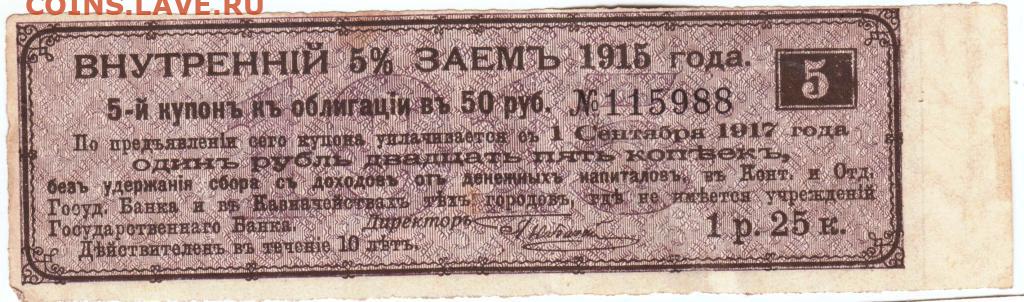 COINS.LAVE.RU
ВНУТРЕННІЙ 5% ЗАЕМЪ 1915 года.
5
5-й купонъ къ облигаціи въ 50 руб. № 115988
По предъявленіи сего купона уплачивается съ 1 Сентября 1917 года
одинъ рубль двадцать пять копѣекъ,
безъ удержанія сбора съ доходовъ отъ денежныхъ капиталовъ, въ Конт. и Отд.
Госуд. Банка и въ Казначействахъ тѣхъ городовъ, гдѣ не имѣется учрежденій
Государственнаго Банка.
Директоръ
1 р. 25 к.
Дѣйствителенъ въ теченіе 10 лѣтъ.